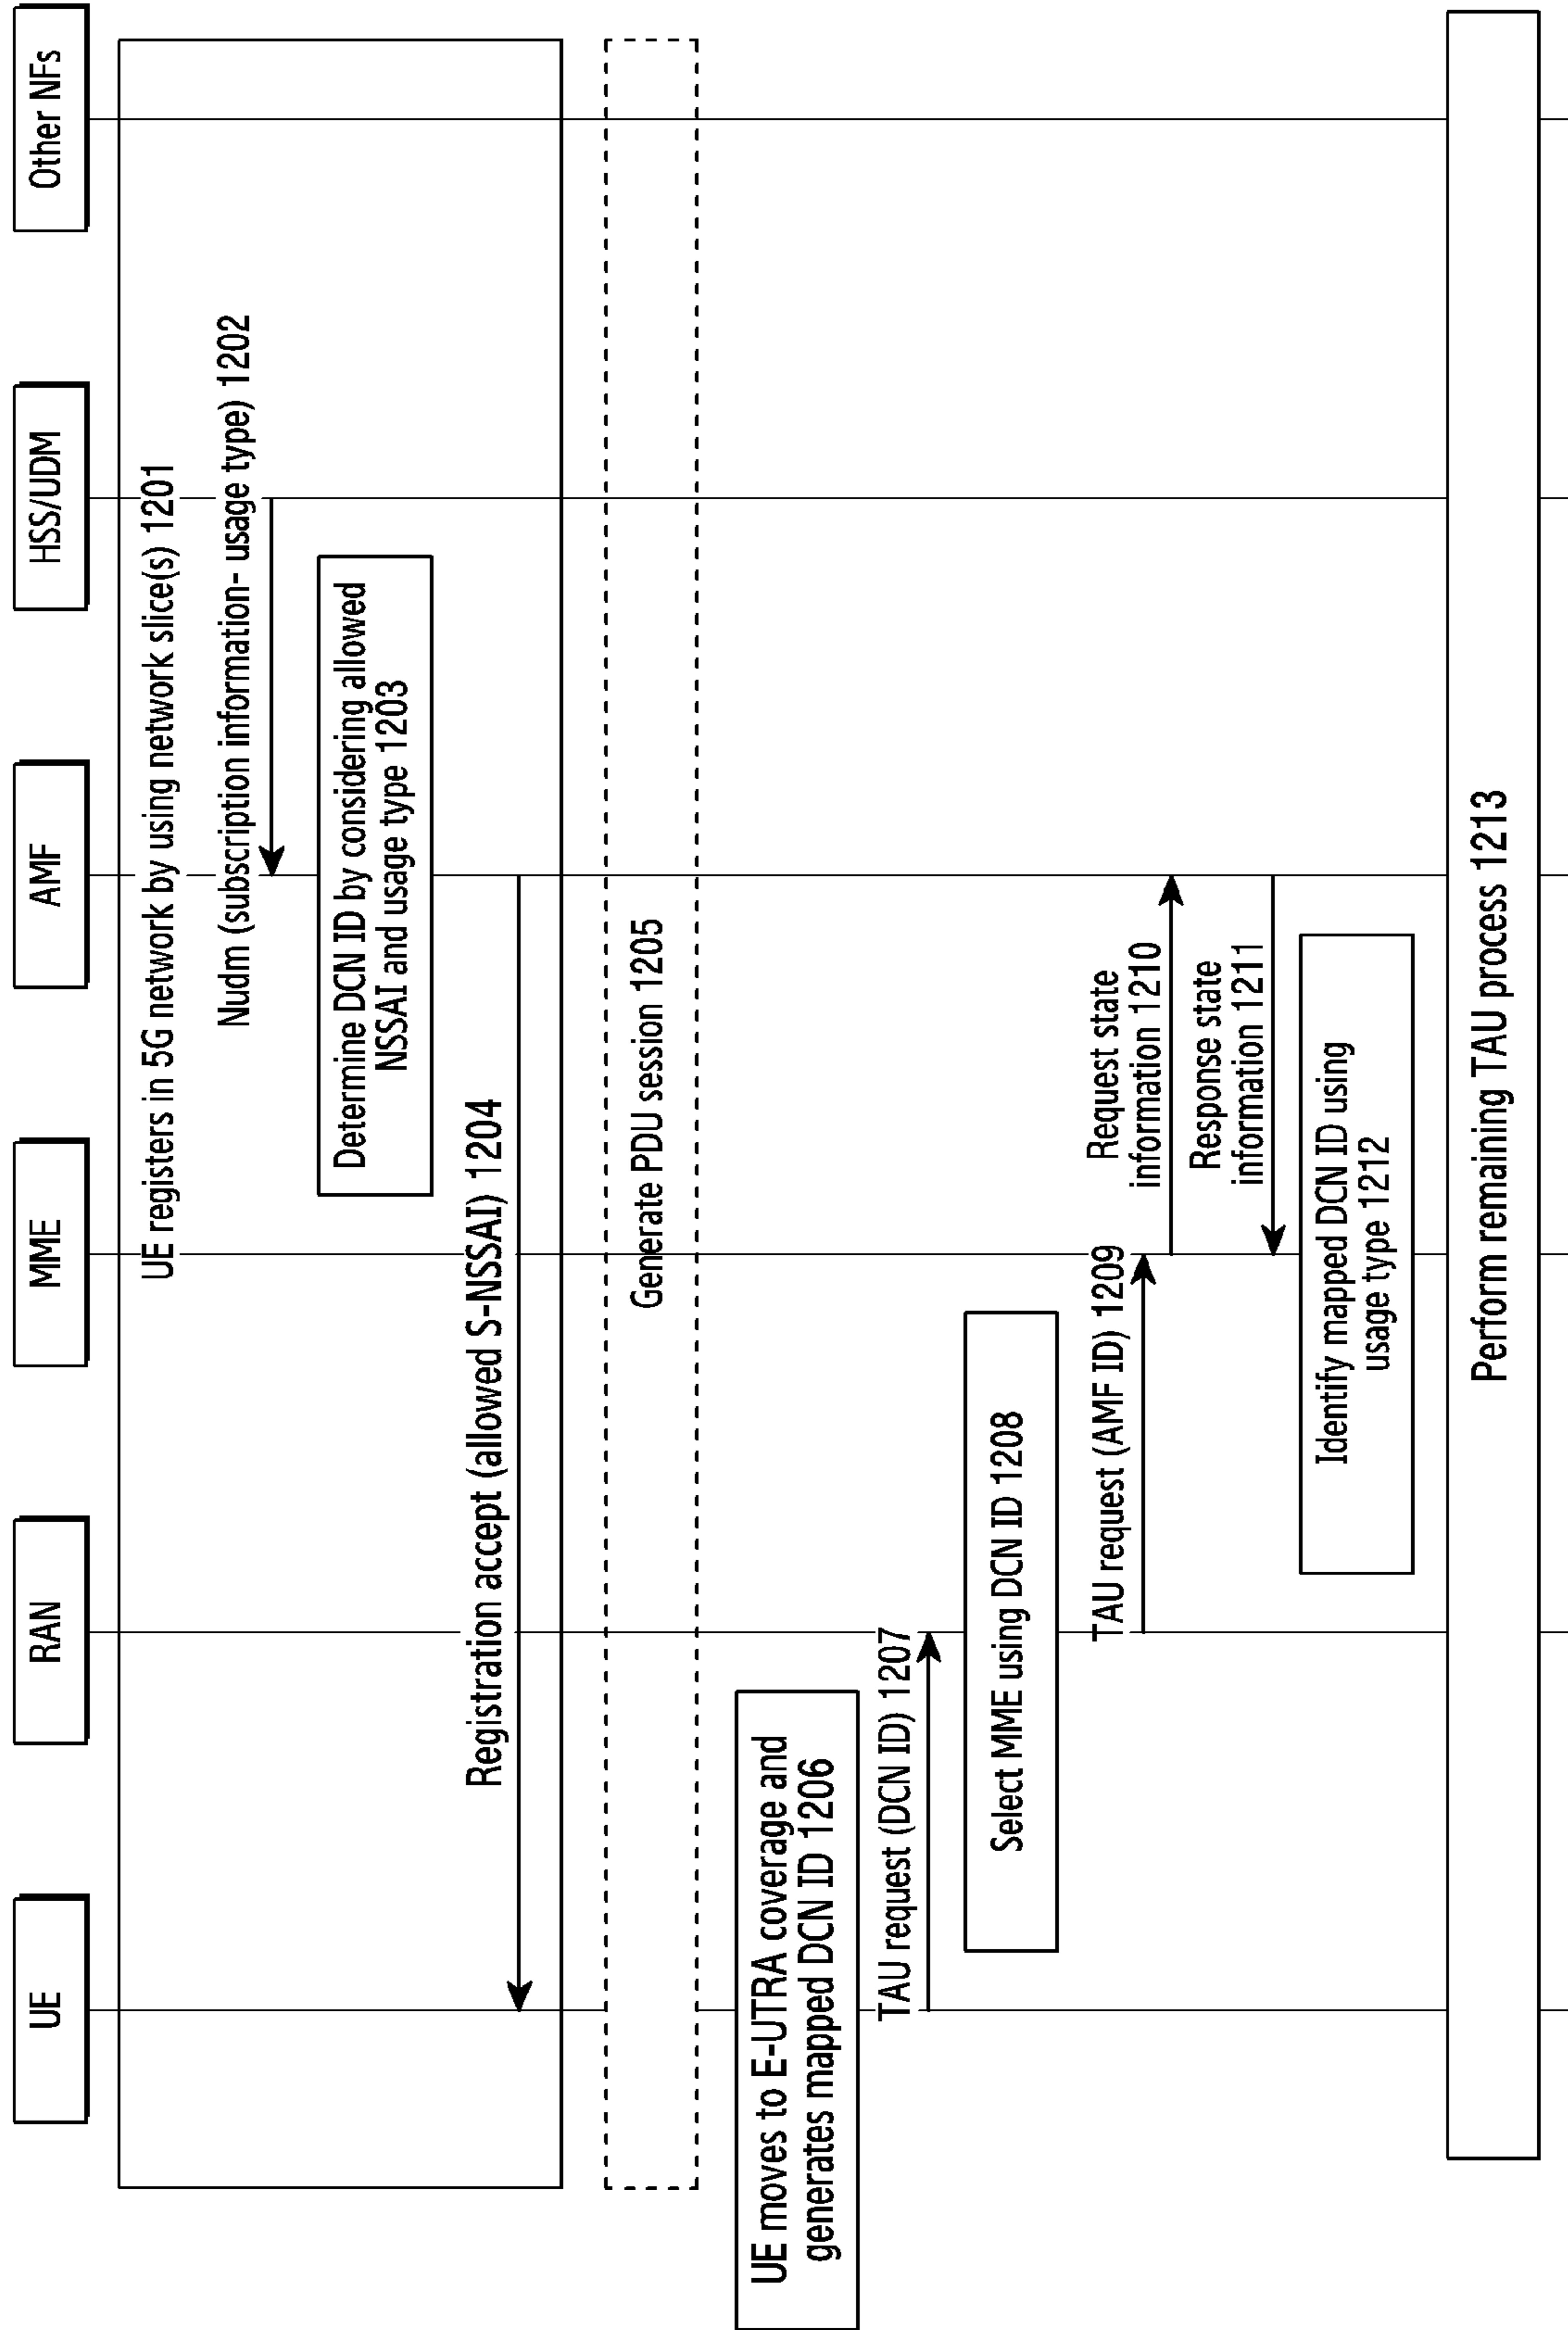 UE
RAN
MME
AMF
HSS/UDM
Other NFs
UE registers in 5G network by using network slice(s) 1201
Nudm (subscription information- usage type) 1202
Determine DCN ID by considering allowed
NSSAI and usage type 1203
Registration accept (allowed S-NSSAI) 1204
Generate PDU session 1205
UE moves to E-UTRA coverage and
generates mapped DCN ID 1206
TAU request (DCN ID) 1207
Select MME using DCN ID 1208
TAU request (AMF ID) 1209
Request state
information 1210
Response state
information 1211
Identify mapped DCN ID using
usage type 1212
Perform remaining TAU process 1213